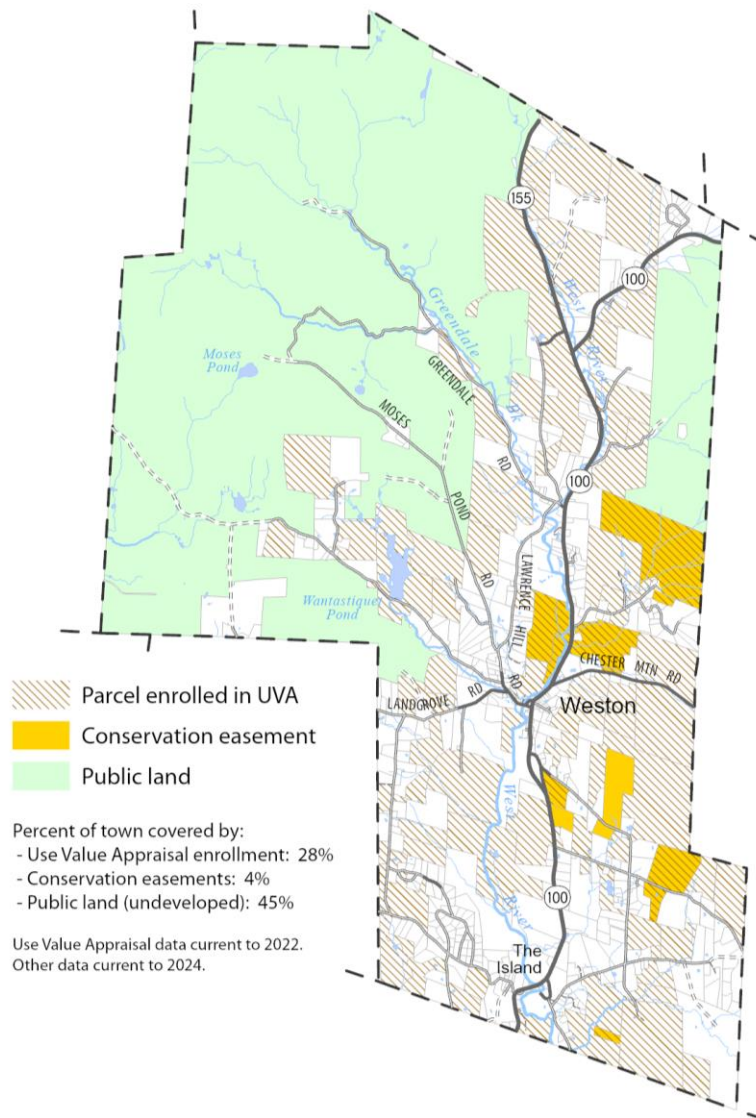 155
100
West
River
Greendale
Bk
GREENDALE
RD
Moses
Pond
MOSES
POND
RD
100
LAWRENCE HILL RD
Wantastiquet
Pond
CHESTER MTN RD
LANDGROVE RD
Weston
West
River
100
The
Island
Parcel enrolled in UVA
Conservation easement
Public land
Percent of town covered by:
- Use Value Appraisal enrollment: 28%
- Conservation easements: 4%
- Public land (undeveloped): 45%
Use Value Appraisal data current to 2022.
Other data current to 2024.